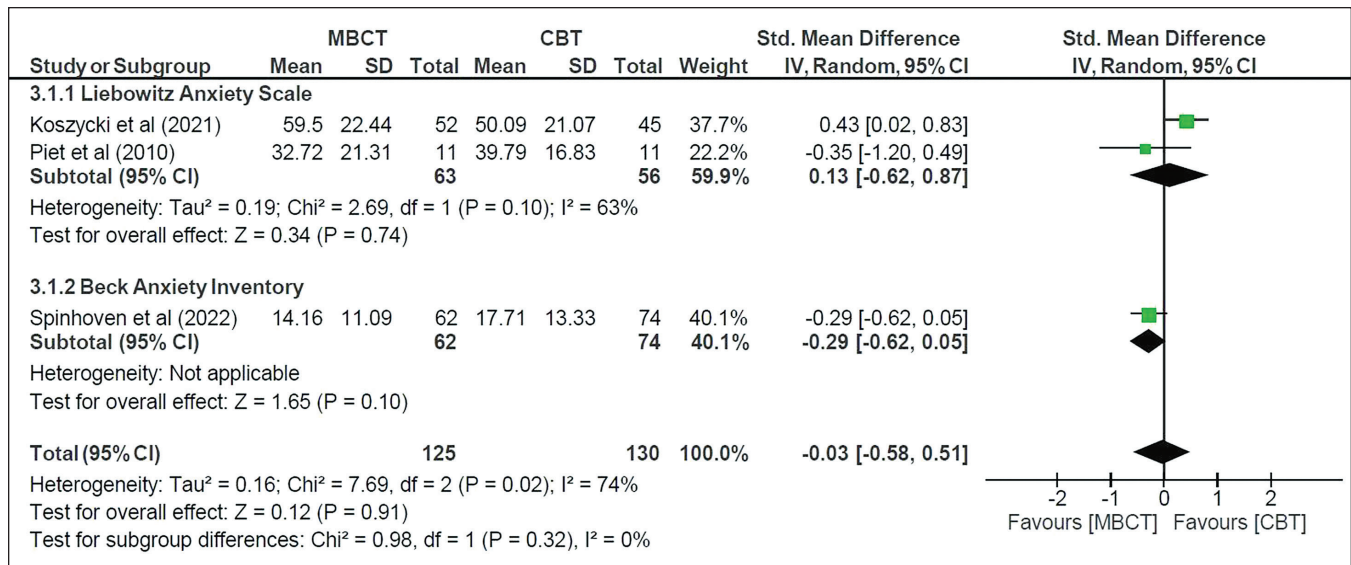 MBCT CBT Std. Mean Difference Std. Mean Difference
Study or Subgroup Mean SD Total Mean SD Total Weight IV, Random, 95% CI IV, Random, 95% CI
3.1.1 Liebowitz Anxiety Scale
Koszycki et al (2021) 59.5 22.44 52 50.09 21.07 45 37.7% 0.43 [0.02, 0.83]
Piet et al (2010) 32.72 21.31 11 39.79 16.83 11 22.2% -0.35 [-1.20, 0.49]
Subtotal (95% CI) 63 56 59.9% 0.13 [-0.62, 0.87]
Heterogeneity: Tau² = 0.19; Chi² = 2.69, df = 1 (P = 0.10); I² = 63%
Test for overall effect: Z = 0.34 (P = 0.74)
3.1.2 Beck Anxiety Inventory
Spinhoven et al (2022) 14.16 11.09 62 17.71 13.33 74 40.1% -0.29 [-0.62, 0.05]
Subtotal (95% CI) 62 74 40.1% -0.29 [-0.62, 0.05]
Heterogeneity: Not applicable
Test for overall effect: Z = 1.65 (P = 0.10)
Total (95% CI) 125 130 100.0% -0.03 [-0.58, 0.51]
Heterogeneity: Tau² = 0.16; Chi² = 7.69, df = 2 (P = 0.02); I² = 74%
Test for overall effect: Z = 0.12 (P = 0.91)
Test for subgroup differences: Chi² = 0.98, df = 1 (P = 0.32), I² = 0%
-2 -1 0 1 2
Favours [MBCT] Favours [CBT]